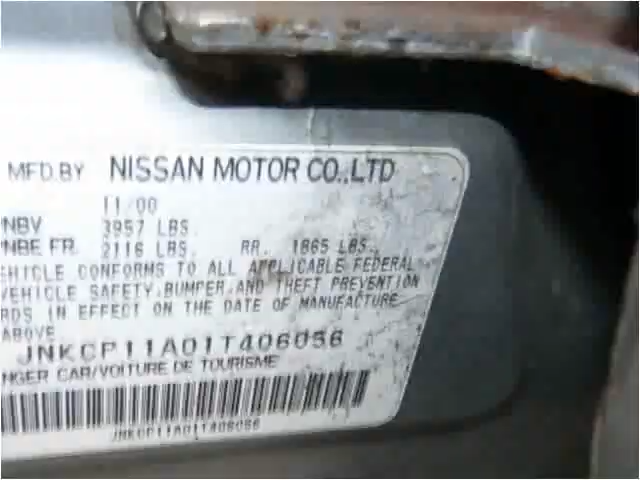 MFD.BY NISSAN MOTOR CO.,LTD
11/00
PNBV 3957 LBS.
PNBE FR. 2116 LBS. RR. 1865 LBS.
EHICLE CONFORMS TO ALL APPLICABLE FEDERAL
VEHICLE SAFETY, BUMPER, AND THEFT PREVENTION
RDS IN EFFECT ON THE DATE OF MANUFACTURE
ABOVE
JNKCP11A01T406056
NGER CAR/VOITURE DE TOURISME
JNKCP11A01T406056